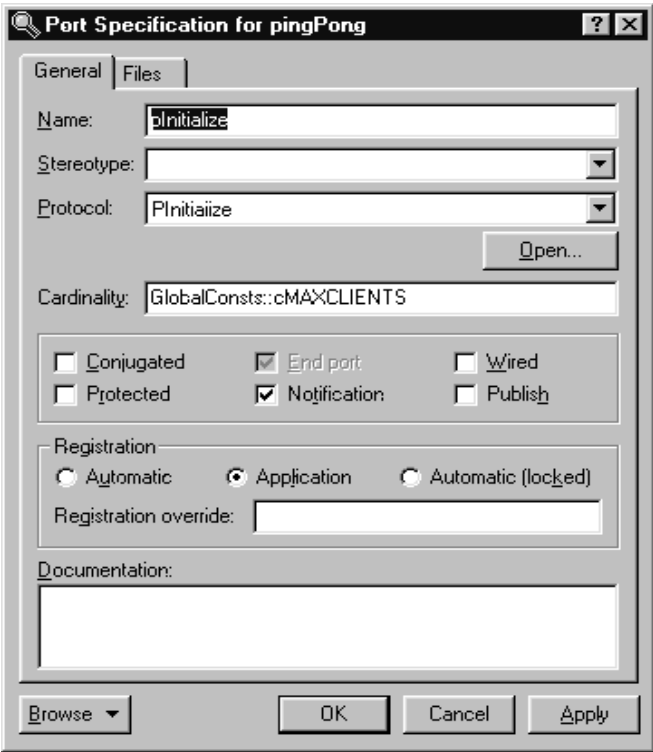 Port Specification for pingPong
General Files
Name: pInitialize
Stereotype:
Protocol: PInitiaiize
Open...
Cardinality: GlobalConsts::cMAXCLIENTS
Conjugated End port Wired
Protected Notification Publish
Registration
Automatic Application Automatic (locked)
Registration override:
Documentation:
Browse OK Cancel Apply